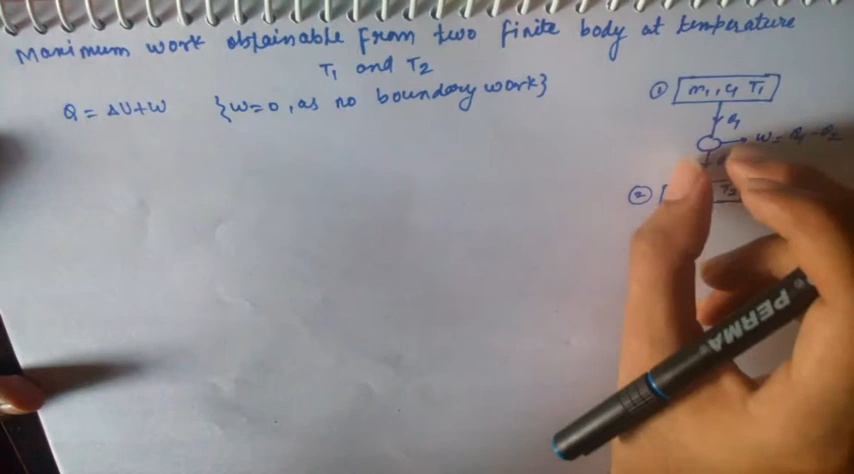 Maximum work obtainable from two finite body at temperature
T1 and T2
Q = ΔU+W {W=0, as no boundary work}
① m1, c1 T1
Q1
W = Q1 - Q2
② T2
PERMA